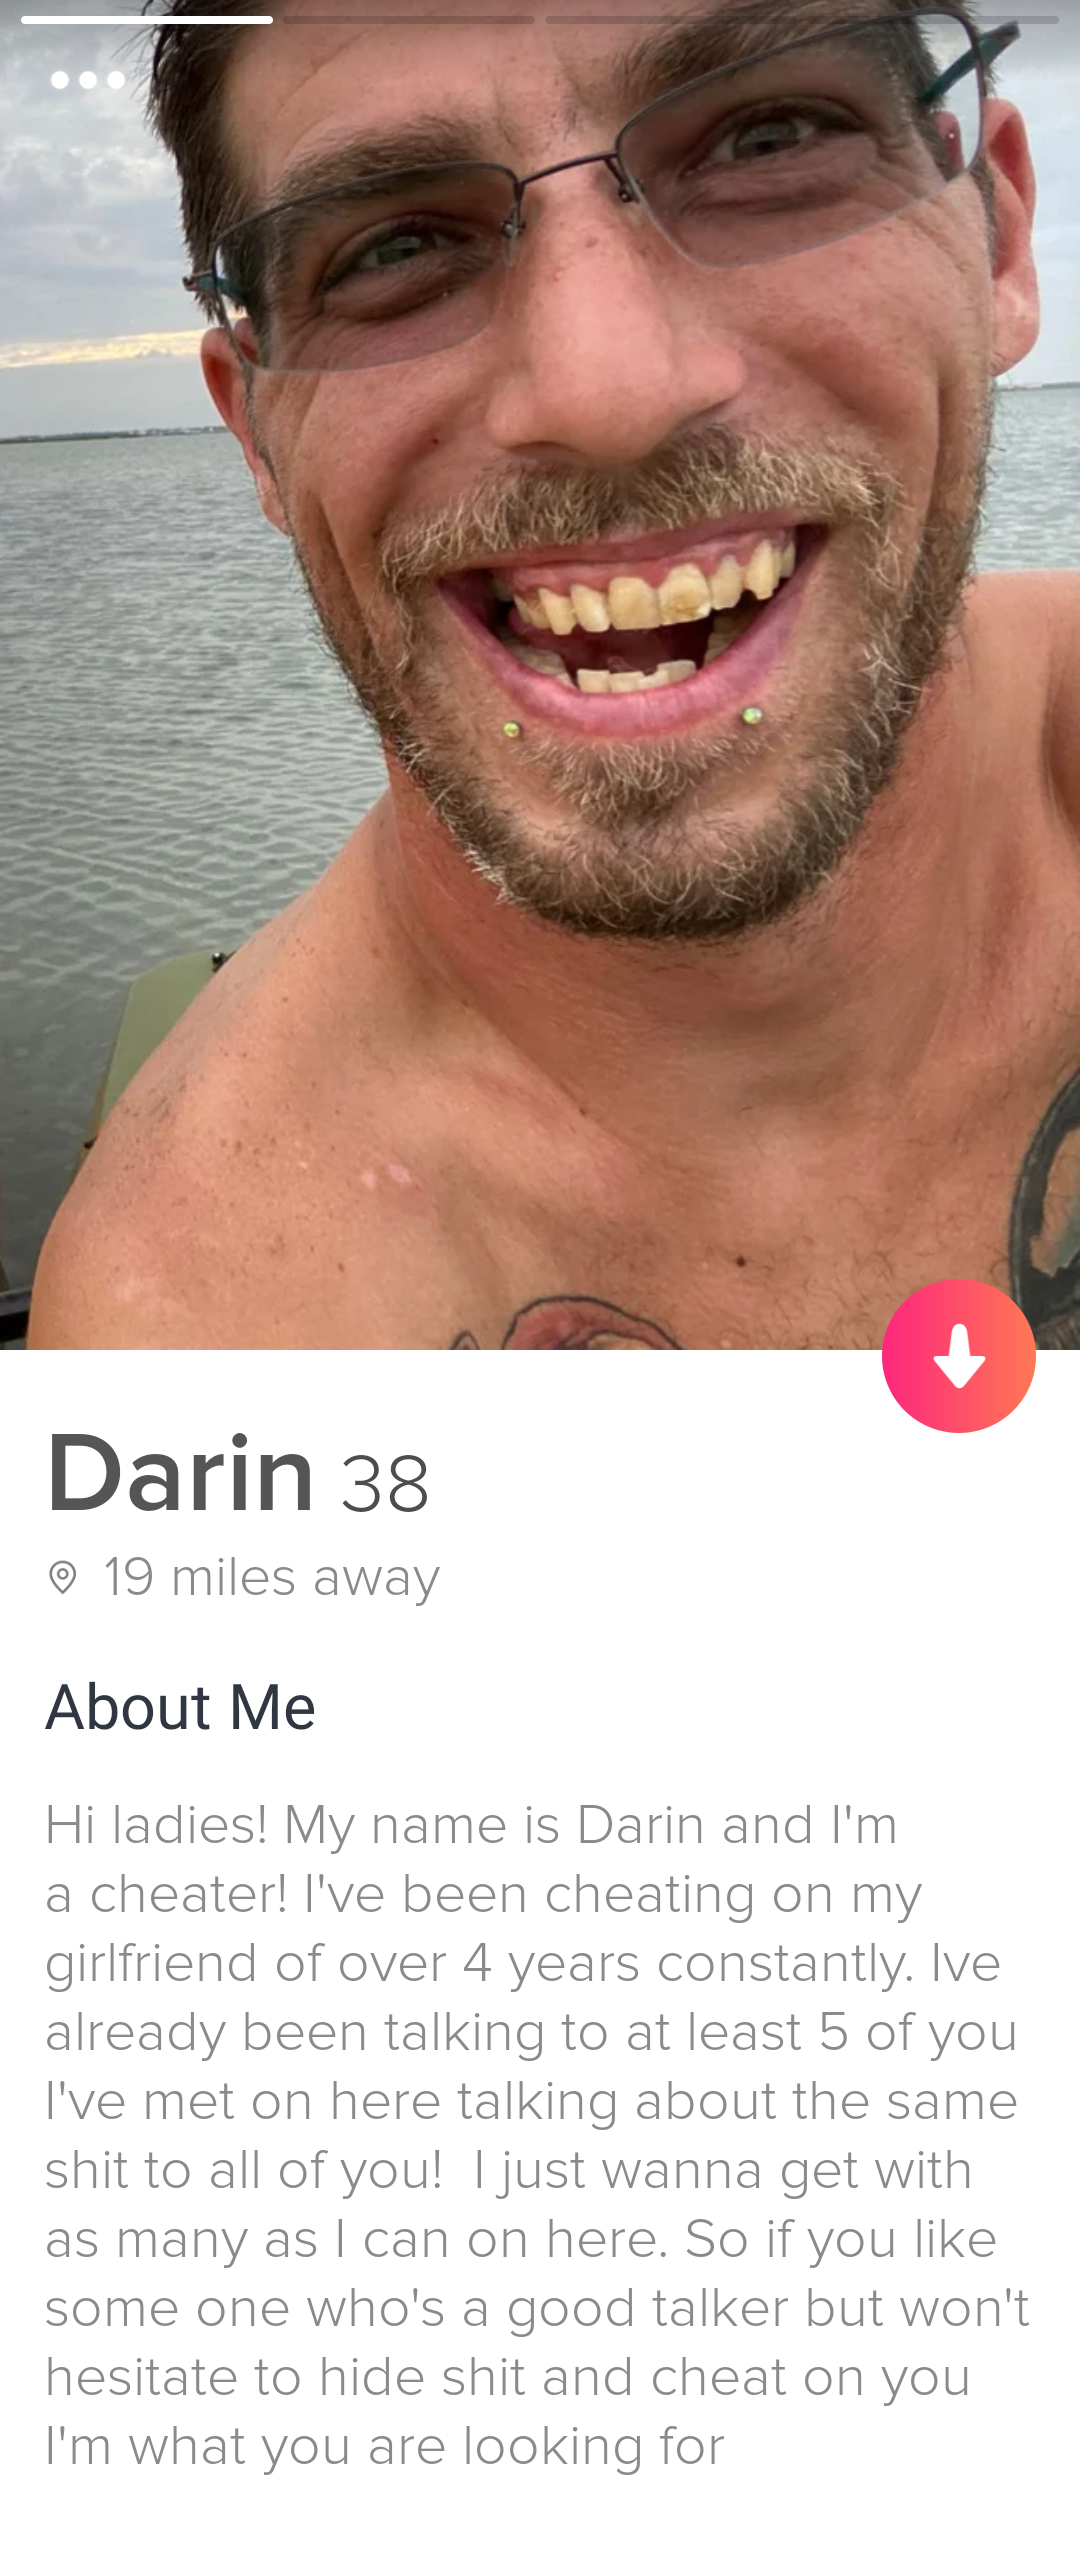 Darin 38
19 miles away
About Me
Hi ladies! My name is Darin and I'm
a cheater! I've been cheating on my
girlfriend of over 4 years constantly. Ive
already been talking to at least 5 of you
I've met on here talking about the same
shit to all of you!  I just wanna get with
as many as I can on here. So if you like
some one who's a good talker but won't
hesitate to hide shit and cheat on you
I'm what you are looking for